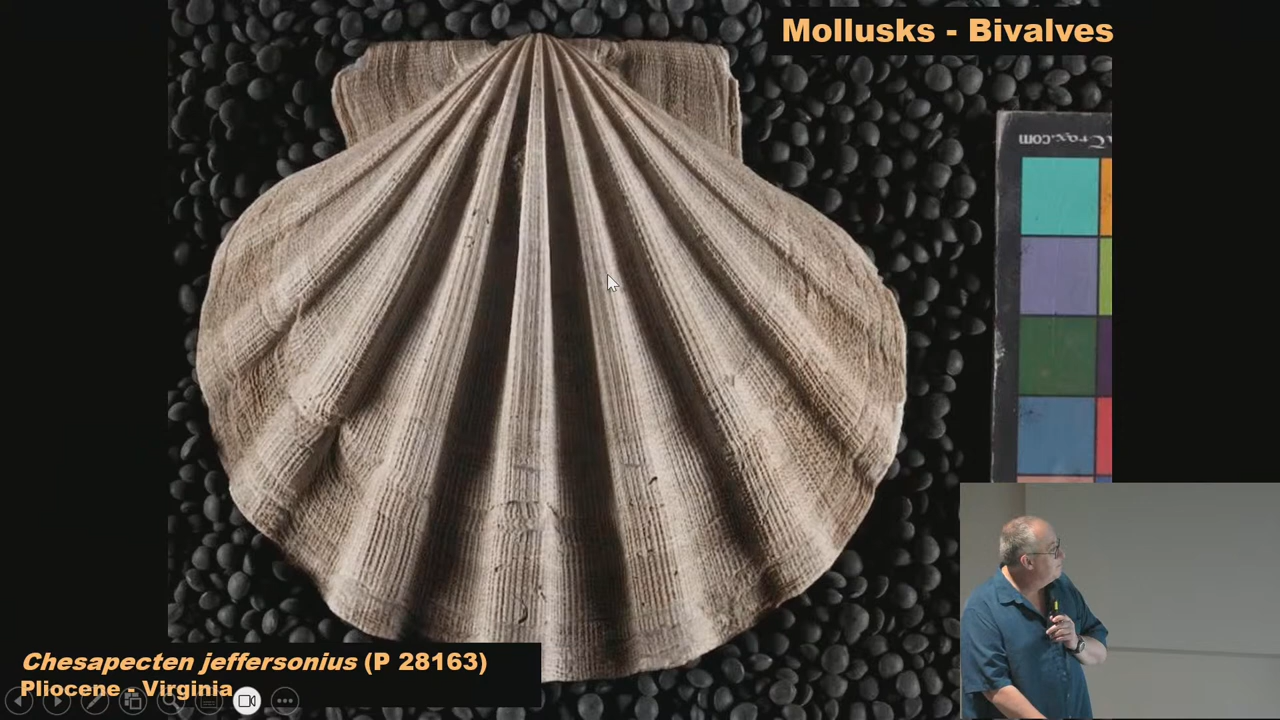 Mollusks - Bivalves
Chesapecten jeffersonius (P 28163)
Pliocene - Virginia